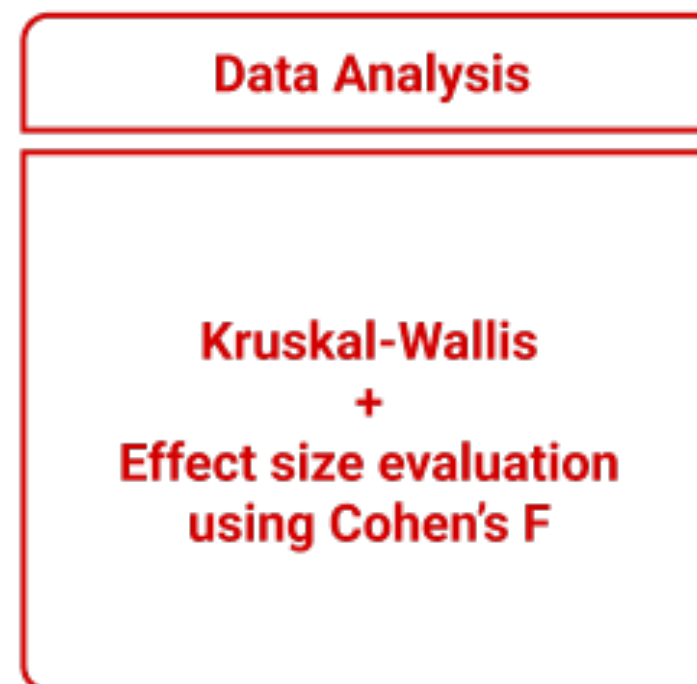 Data Analysis
Kruskal-Wallis
+
Effect size evaluation
using Cohen’s F